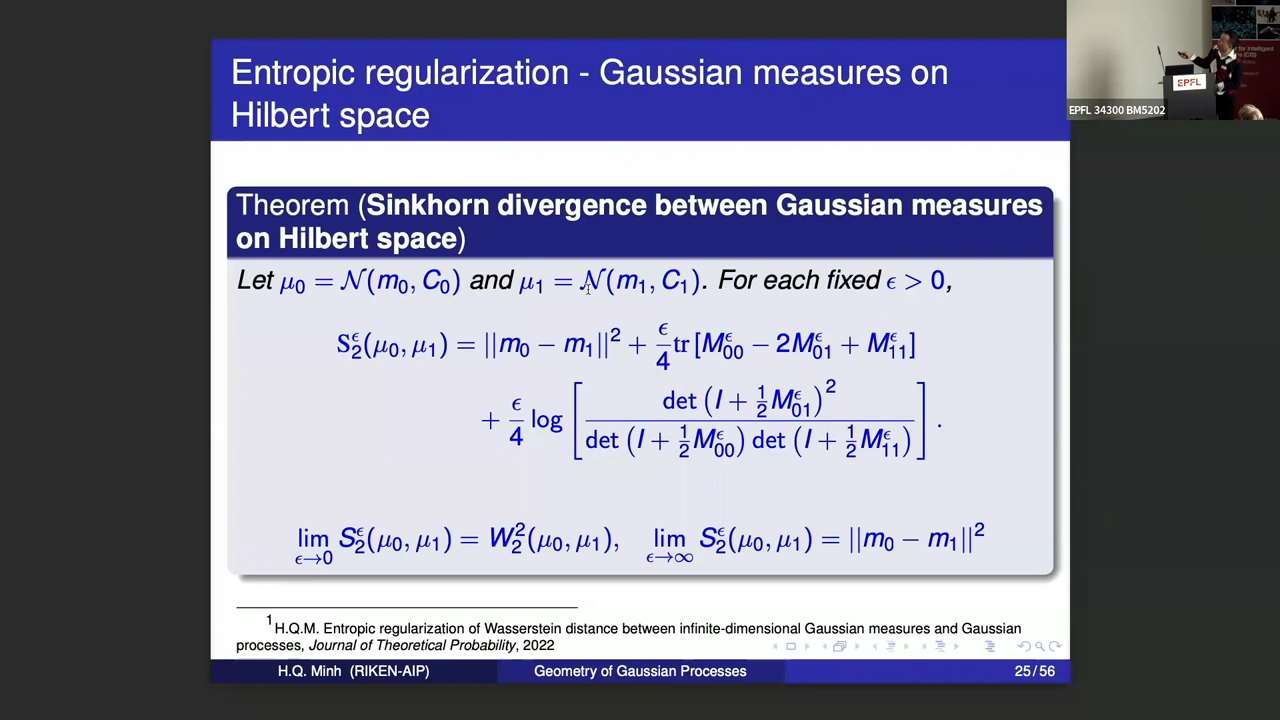 Entropic regularization - Gaussian measures on
Hilbert space
EPFL
EPFL 34300 BM5202
Theorem (Sinkhorn divergence between Gaussian measures
on Hilbert space)
Let μ₀ = 𝒩(m₀, C₀) and μ₁ = 𝒩(m₁, C₁). For each fixed ϵ > 0,
S₂^ϵ(μ₀, μ₁) = ||m₀ − m₁||² + ϵ/4 tr[M₀₀^ϵ − 2M₀₁^ϵ + M₁₁^ϵ]
+ ϵ/4 log [ det (I + ½M₀₁^ϵ)² / det (I + ½M₀₀^ϵ) det (I + ½M₁₁^ϵ) ] .
lim_{ϵ→0} S₂^ϵ(μ₀, μ₁) = W₂²(μ₀, μ₁), lim_{ϵ→∞} S₂^ϵ(μ₀, μ₁) = ||m₀ − m₁||²
¹H.Q.M. Entropic regularization of Wasserstein distance between infinite-dimensional Gaussian measures and Gaussian
processes, Journal of Theoretical Probability, 2022
H.Q. Minh (RIKEN-AIP) Geometry of Gaussian Processes 25 / 56